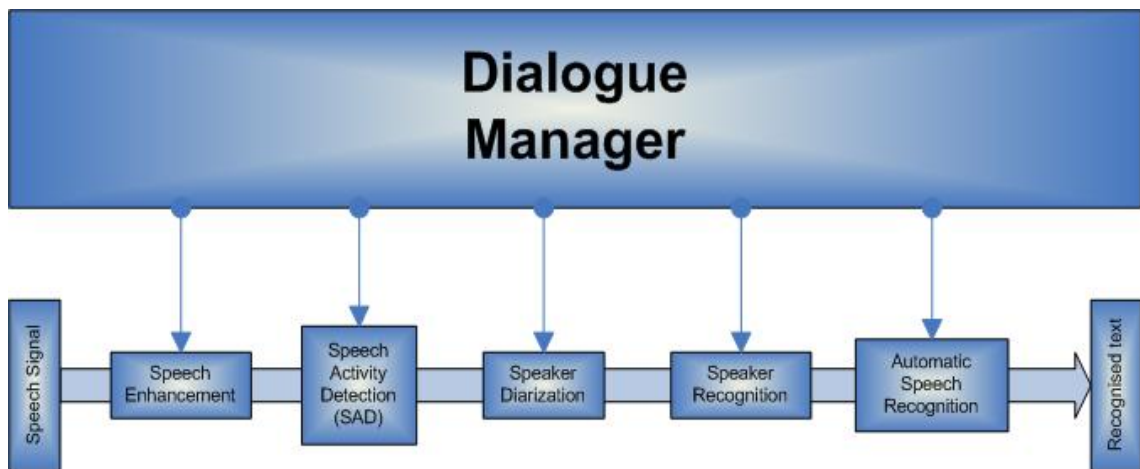 Dialogue
Manager
Speech Signal
Speech
Enhancement
Speech
Activity
Detection
(SAD)
Speaker
Diarization
Speaker
Recognition
Automatic
Speech
Recognition
Recognised text